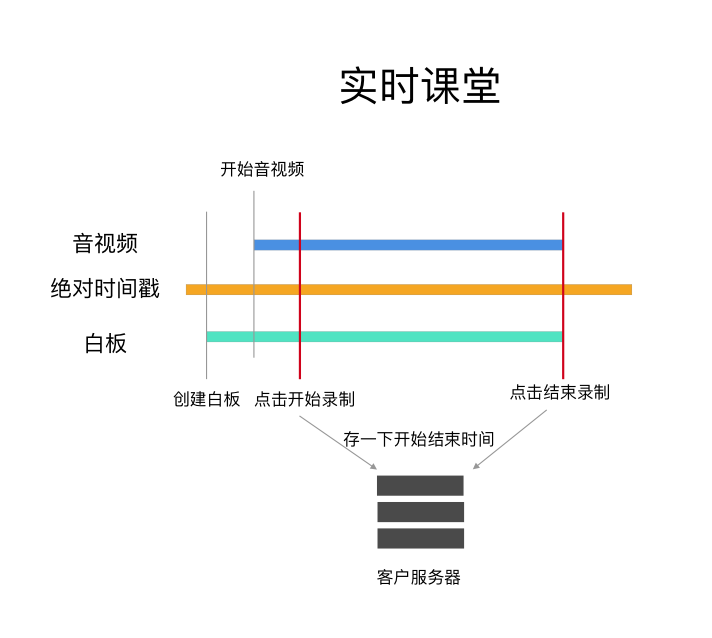 实时课堂
开始音视频
音视频
绝对时间戳
白板
创建白板
点击开始录制
点击结束录制
存一下开始结束时间
客户服务器